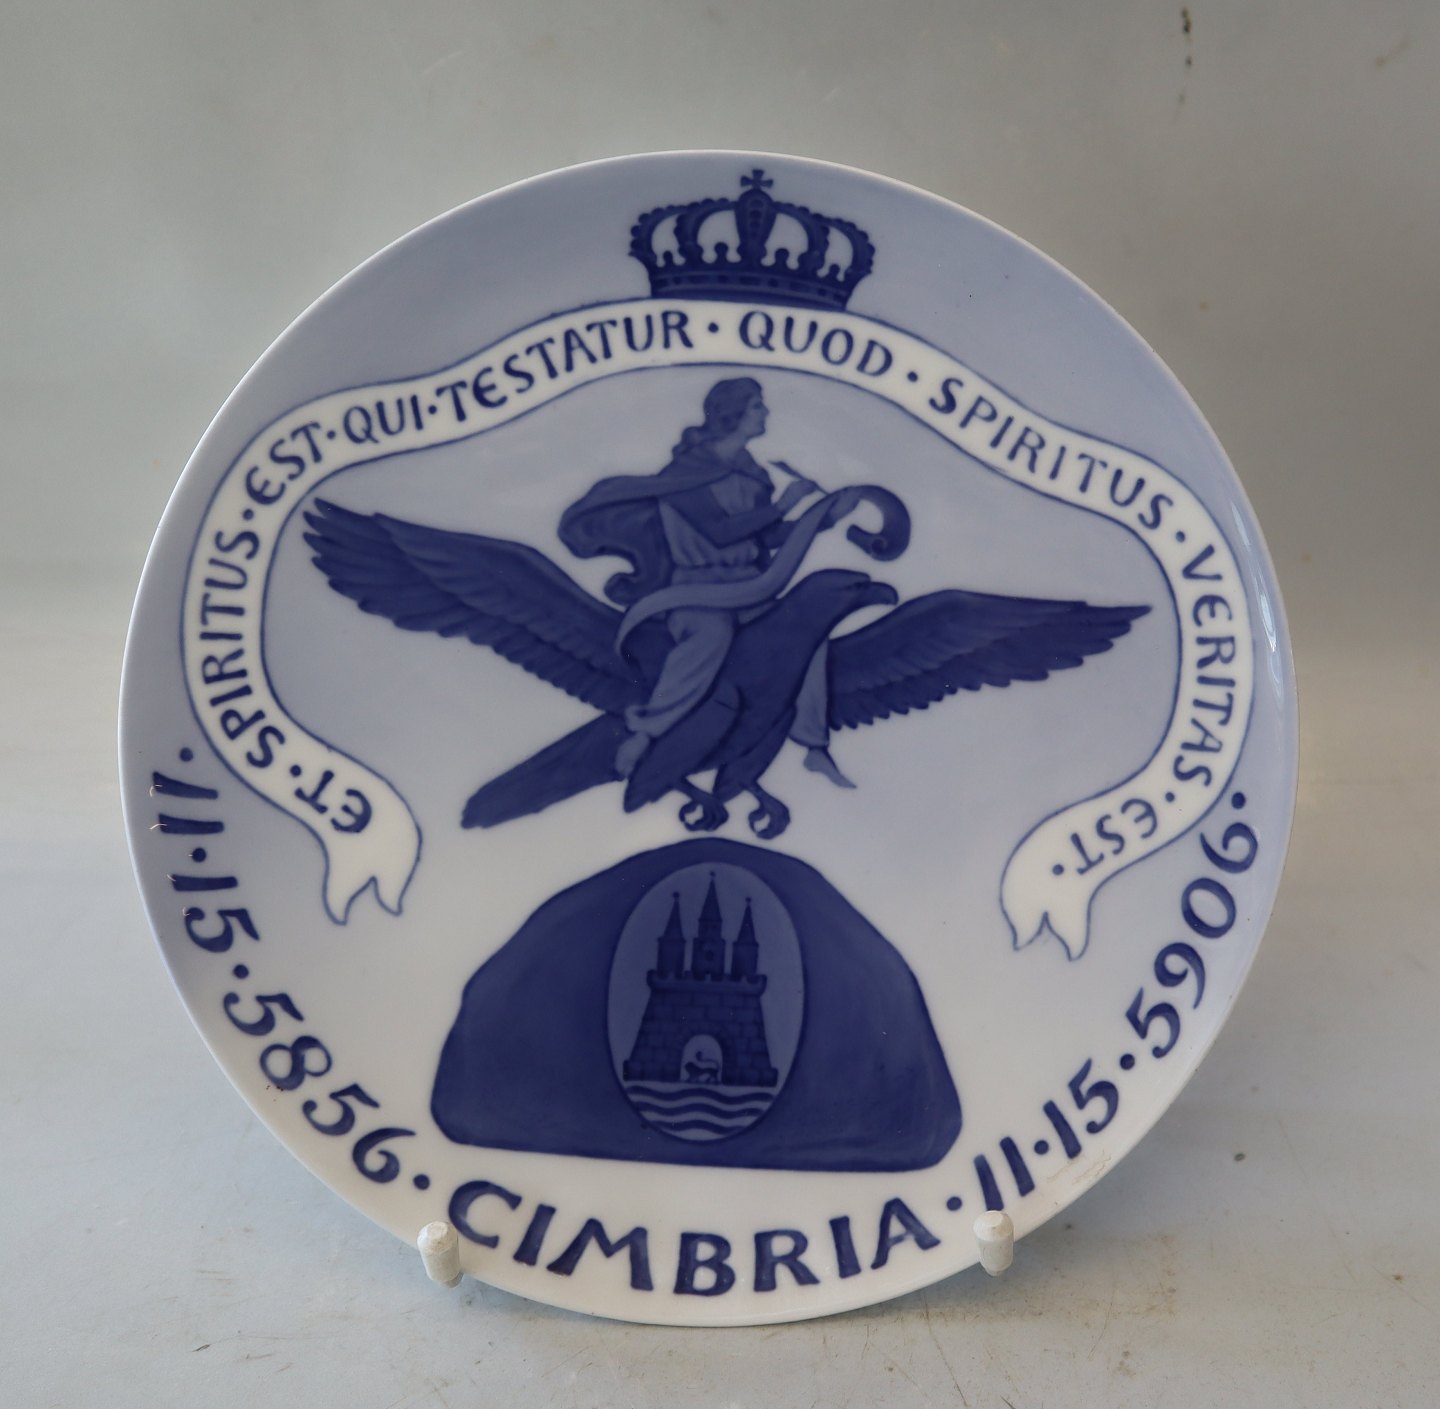 ET · SPIRITUS · EST · QUI · TESTATUR · QUOD · SPIRITUS · VERITAS · EST ·
· 11 · 15 · 5856 · CIMBRIA · 11 · 15 · 5906 ·